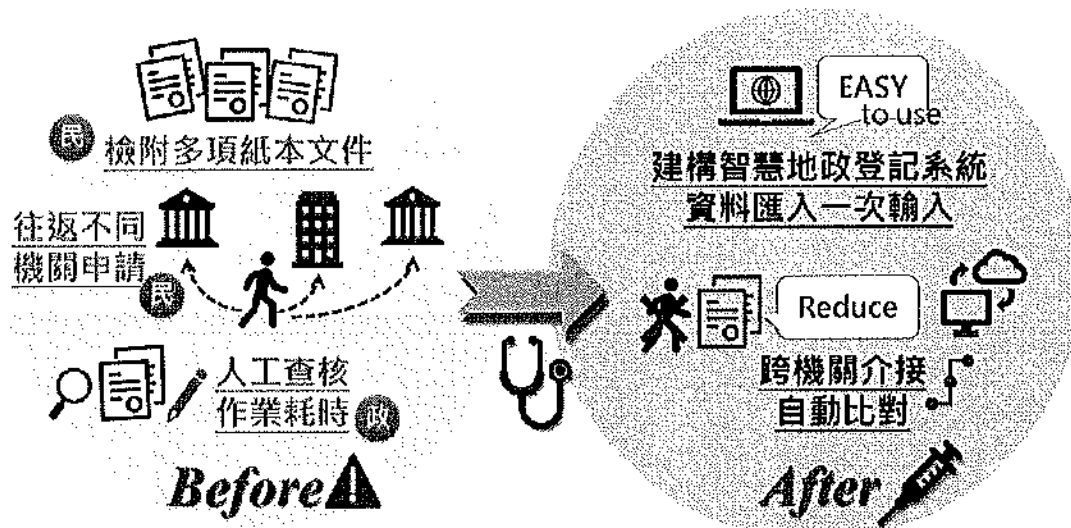 民
檢附多項紙本文件
往返不同
機關申請
民
人工查核
作業耗時
政
Before
EASY
to use
建構智慧地政登記系統
資料匯入一次輸入
Reduce
跨機關介接
自動比對
After